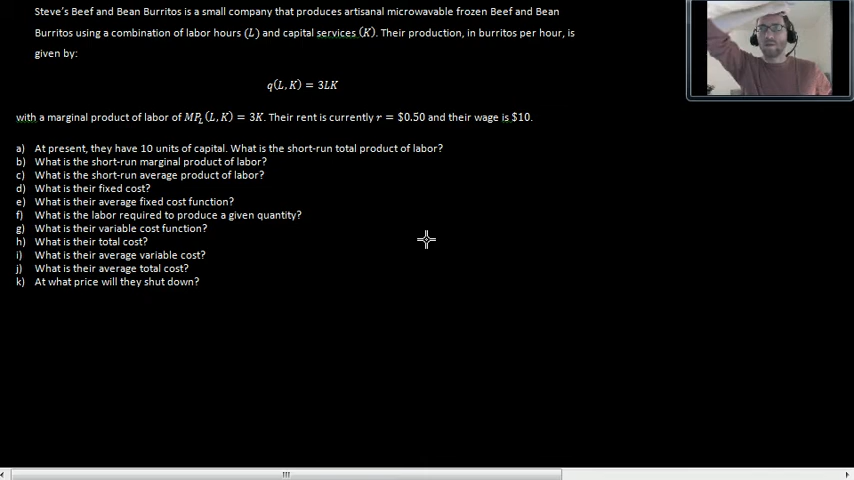 Steve's Beef and Bean Burritos is a small company that produces artisanal microwavable frozen Beef and Bean
Burritos using a combination of labor hours (L) and capital services (K). Their production, in burritos per hour, is
given by:
q(L, K) = 3LK
with a marginal product of labor of MP_L(L, K) = 3K. Their rent is currently r = $0.50 and their wage is $10.
a) At present, they have 10 units of capital. What is the short-run total product of labor?
b) What is the short-run marginal product of labor?
c) What is the short-run average product of labor?
d) What is their fixed cost?
e) What is their average fixed cost function?
f) What is the labor required to produce a given quantity?
g) What is their variable cost function?
h) What is their total cost?
i) What is their average variable cost?
j) What is their average total cost?
k) At what price will they shut down?